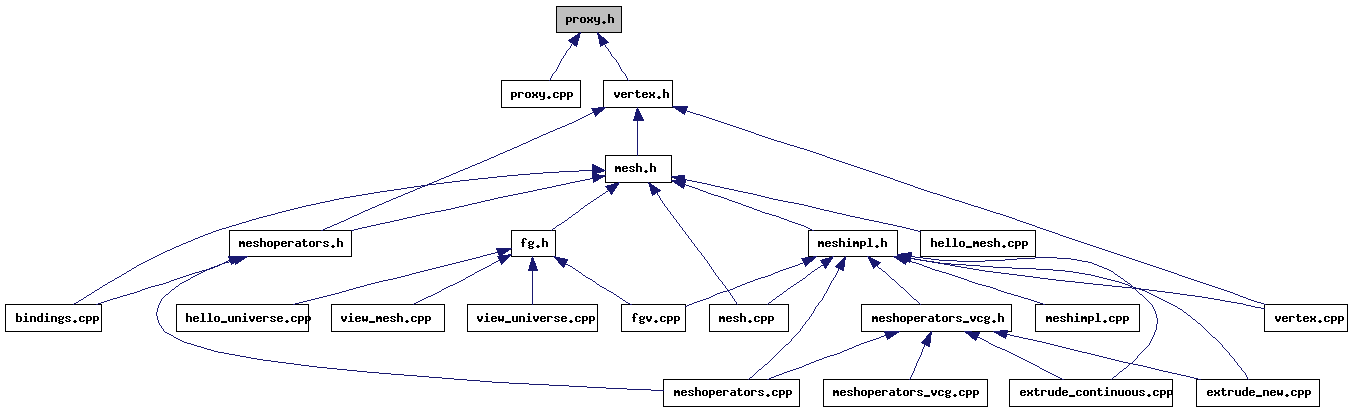 proxy.h
proxy.cpp
vertex.h
mesh.h
meshoperators.h
fg.h
meshimpl.h
hello_mesh.cpp
bindings.cpp
hello_universe.cpp
view_mesh.cpp
view_universe.cpp
fgv.cpp
mesh.cpp
meshoperators_vcg.h
meshimpl.cpp
vertex.cpp
meshoperators.cpp
meshoperators_vcg.cpp
extrude_continuous.cpp
extrude_new.cpp